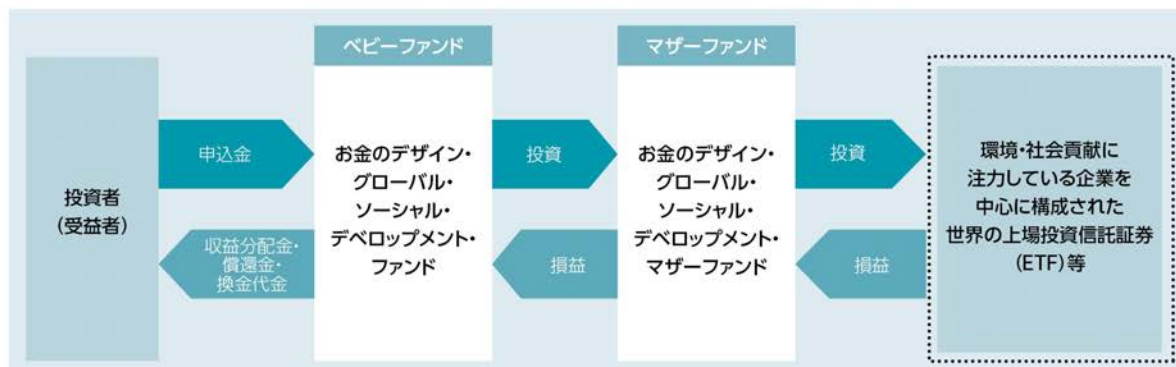 投資者
(受益者)
申込金
収益分配金・
償還金・
換金代金
ベビーファンド
お金のデザイン・
グローバル・
ソーシャル・
デベロップメント・
ファンド
投資
損益
マザーファンド
お金のデザイン・
グローバル・
ソーシャル・
デベロップメント・
マザーファンド
投資
損益
環境・社会貢献に
注力している企業を
中心に構成された
世界の上場投資信託証券
(ETF)等